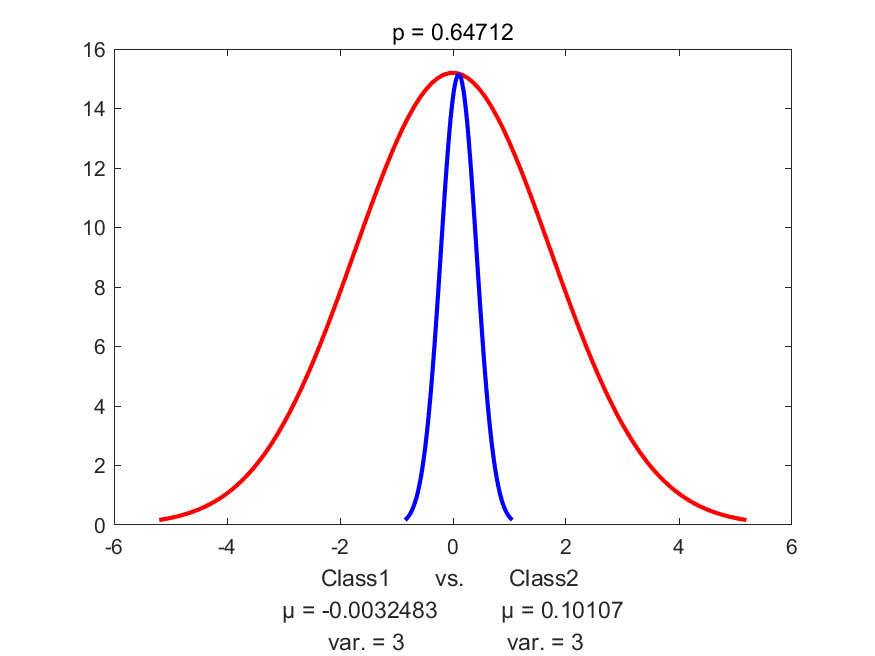 p = 0.64712
16
14
12
10
8
6
4
2
0
-6 -4 -2 0 2 4 6
Class1 vs. Class2
μ = -0.0032483 μ = 0.10107
var. = 3 var. = 3